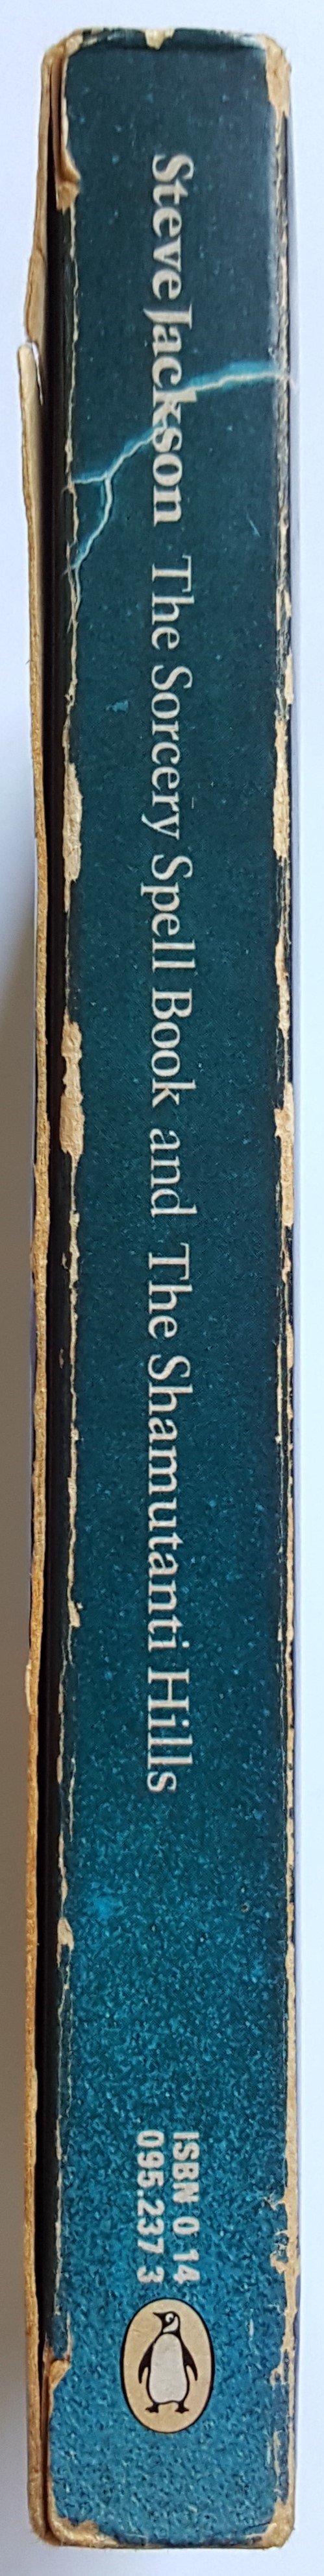 Steve Jackson The Sorcery Spell Book and The Shamutanti Hills
ISBN 0 14
095.237 3